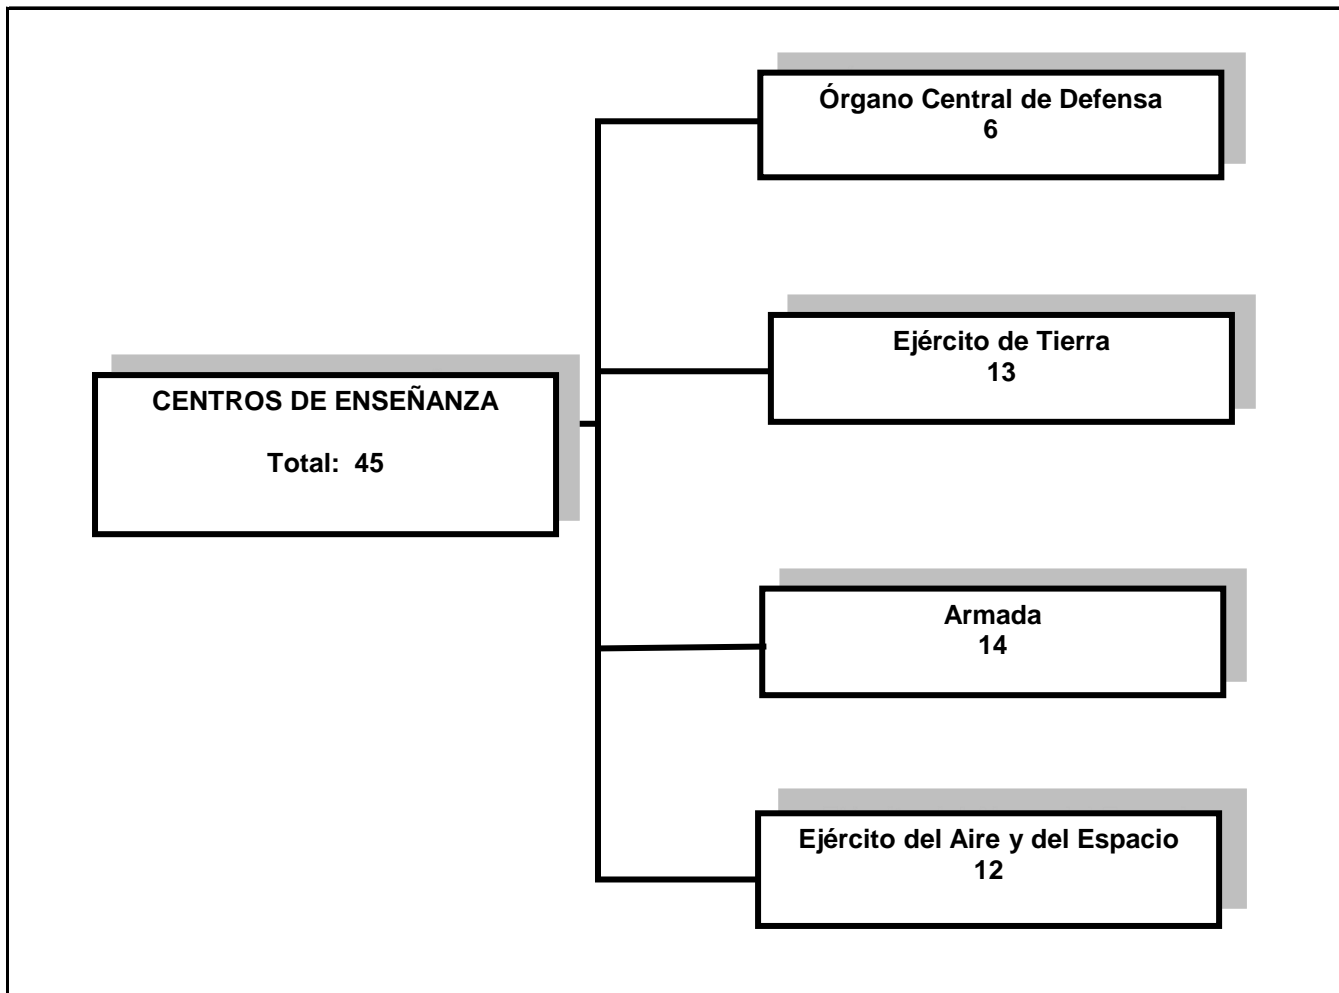 Órgano Central de Defensa
6
Ejército de Tierra
13
CENTROS DE ENSEÑANZA
Total: 45
Armada
14
Ejército del Aire y del Espacio
12